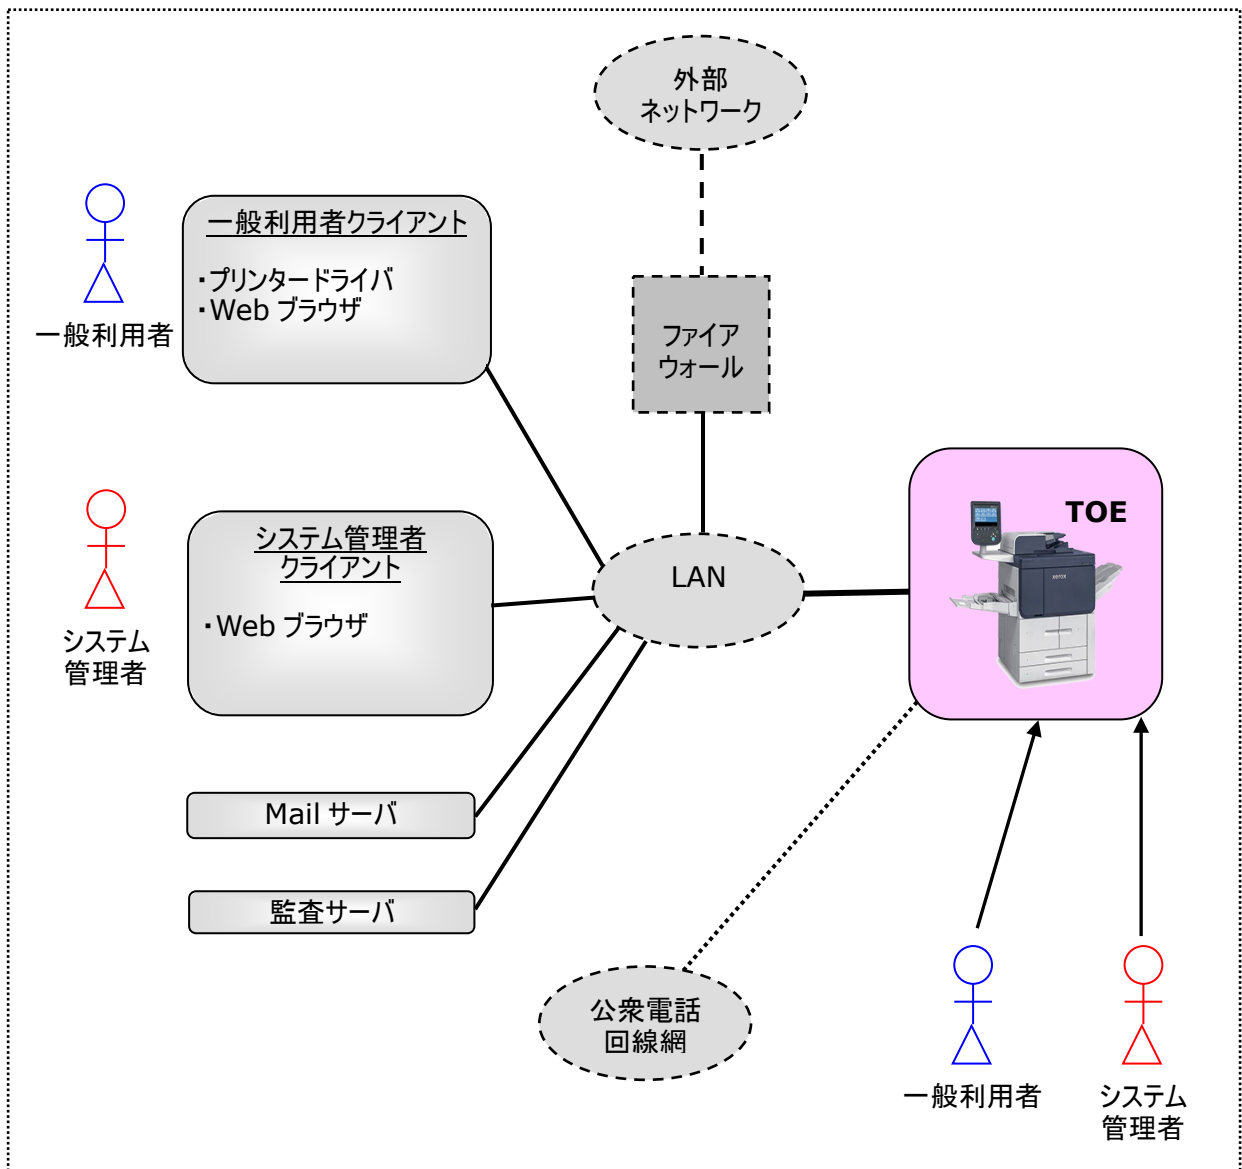 外部
ネットワーク
一般利用者クライアント
・プリンタードライバ
・Web ブラウザ
一般利用者
ファイア
ウォール
システム管理者
クライアント
・Web ブラウザ
システム
管理者
LAN
TOE
xerox
Mail サーバ
監査サーバ
公衆電話
回線網
一般利用者
システム
管理者